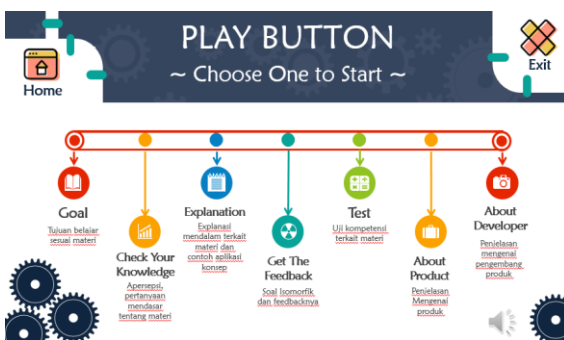 PLAY BUTTON
~ Choose One to Start ~
Home
Exit
Goal
Tujuan belajar
sesuai materi
Check Your
Knowledge
Apersepsi,
pertanyaan
mendasar
tentang materi
Explanation
Explanasi
mendalam terkait
materi dan
contoh aplikasi
konsep
Get The
Feedback
Soal Isomorfik
dan feedbacknya
Test
Uji kompetensi
terkait materi
About
Product
Penjelasan
Mengenai
produk
About
Developer
Penjelasan
mengenai
pengembang
produk